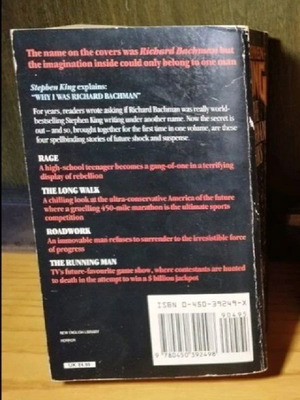 The name on the covers was Richard Bachman but
the imagination inside could only belong to one man
Stephen King explains:
"WHY I WAS RICHARD BACHMAN"
For years, readers wrote asking if Richard Bachman was really world-
bestselling Stephen King writing under another name. Now the secret is
out – and so, brought together for the first time in one volume, are these
four spellbinding stories of future shock and suspense.
RAGE
A high-school teenager becomes a gang-of-one in a terrifying
display of rebellion
THE LONG WALK
A chilling look at the ultra-conservative America of the future
where a gruelling 450-mile marathon is the ultimate sports
competition
ROADWORK
An immovable man refuses to surrender to the irresistible force
of progress
THE RUNNING MAN
TV's future-favourite game show, where contestants are hunted
to death in the attempt to win a $ billion jackpot
ISBN 0-450-39249-X
90495
9 780450 392498
NEW ENGLISH LIBRARY
HORROR